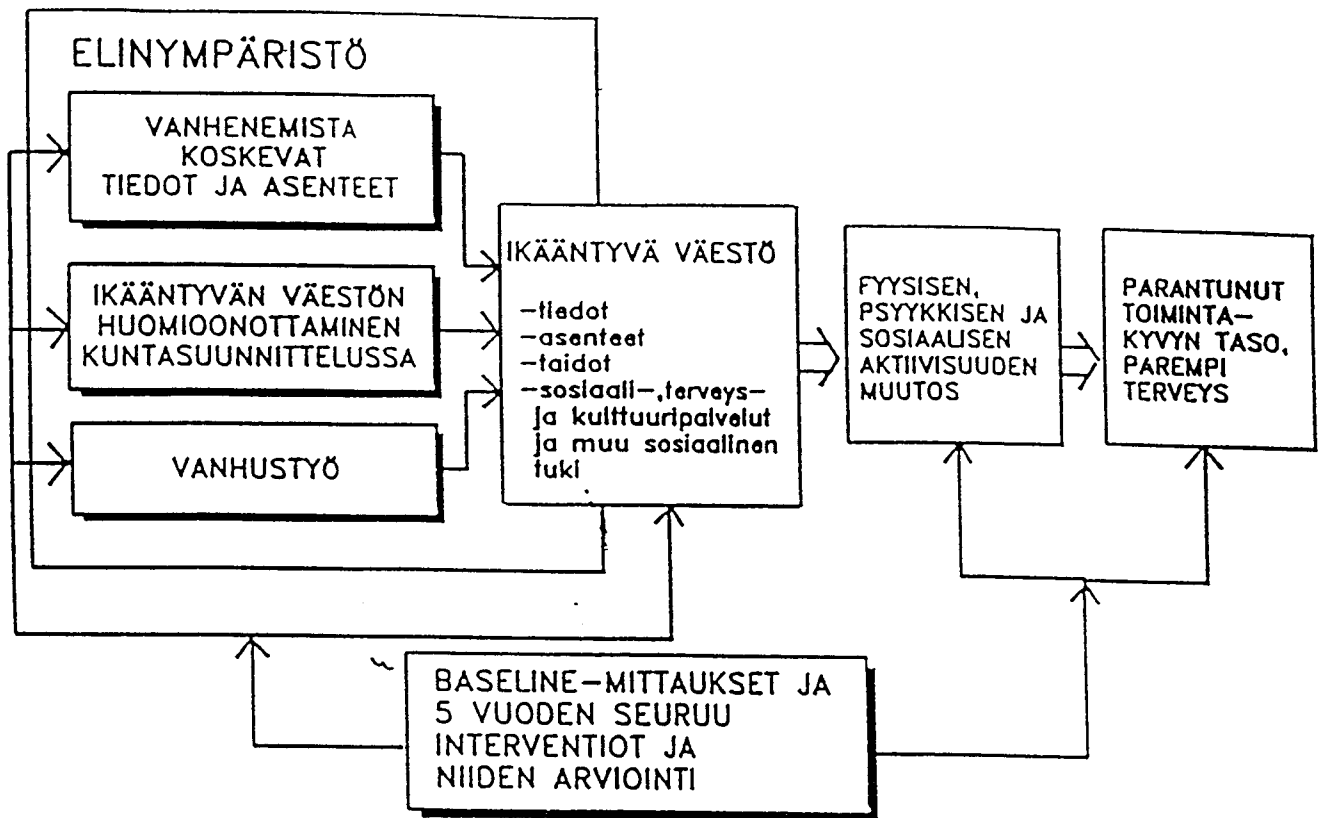 ELINYMPÄRISTÖ
VANHENEMISTA
KOSKEVAT
TIEDOT JA ASENTEET
IKÄÄNTYVÄN VÄESTÖN
HUOMIOONOTTAMINEN
KUNTASUUNNITTELUSSA
VANHUSTYÖ
IKÄÄNTYVÄ VÄESTÖ
-tiedot
-asenteet
-taidot
-sosiaali-,terveys-
ja kulttuuripalvelut
ja muu sosiaalinen
tuki
FYYSISEN,
PSYYKKISEN JA
SOSIAALISEN
AKTIIVISUUDEN
MUUTOS
PARANTUNUT
TOIMINTA-
KYVYN TASO,
PAREMPI
TERVEYS
BASELINE-MITTAUKSET JA
5 VUODEN SEURUU
INTERVENTIOT JA
NIIDEN ARVIOINTI